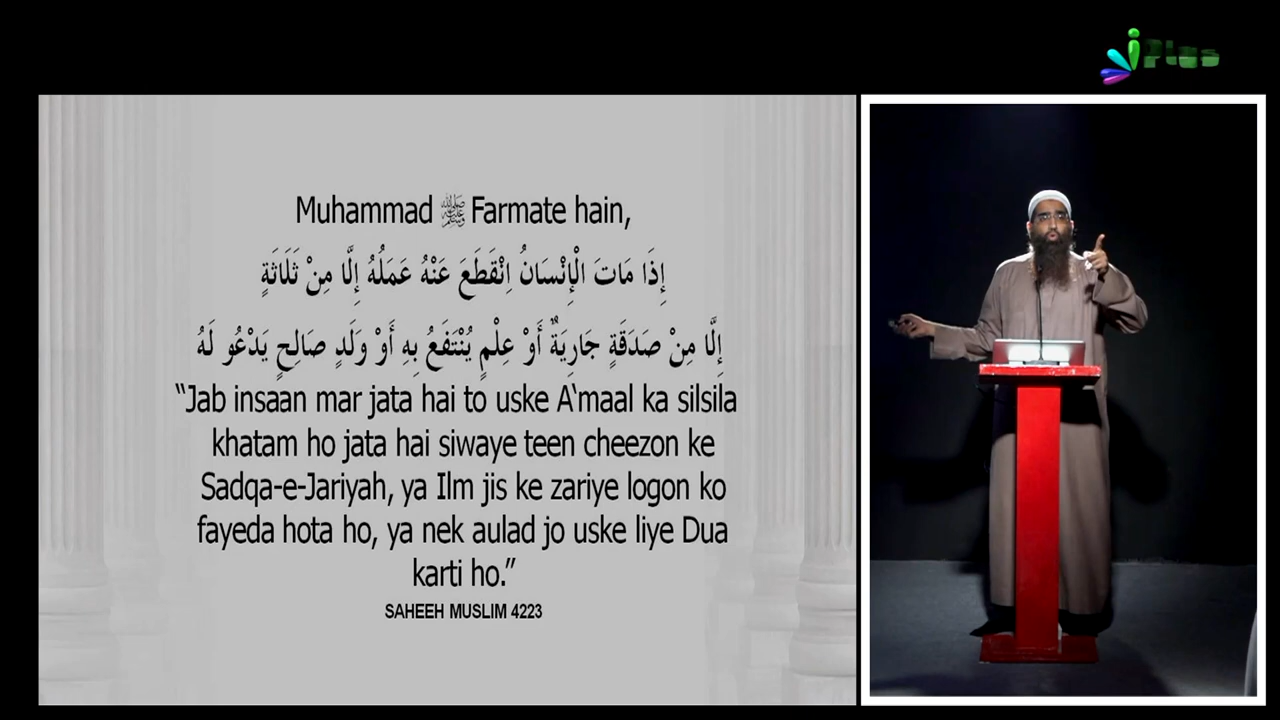 iPlus
Muhammad ﷺ Farmate hain,
إِذَا مَاتَ الْإِنْسَانُ اِنْقَطَعَ عَنْهُ عَمَلُهُ إِلَّا مِنْ ثَلَاثَةٍ
إِلَّا مِنْ صَدَقَةٍ جَارِيَةٌ أَوْ عِلْمٍ يُنْتَفَعُ بِهِ أَوْ وَلَدٍ صَالِحٍ يَدْعُو لَهُ
“Jab insaan mar jata hai to uske A‘maal ka silsila
khatam ho jata hai siwaye teen cheezon ke
Sadqa-e-Jariyah, ya Ilm jis ke zariye logon ko
fayeda hota ho, ya nek aulad jo uske liye Dua
karti ho.”
SAHEEH MUSLIM 4223